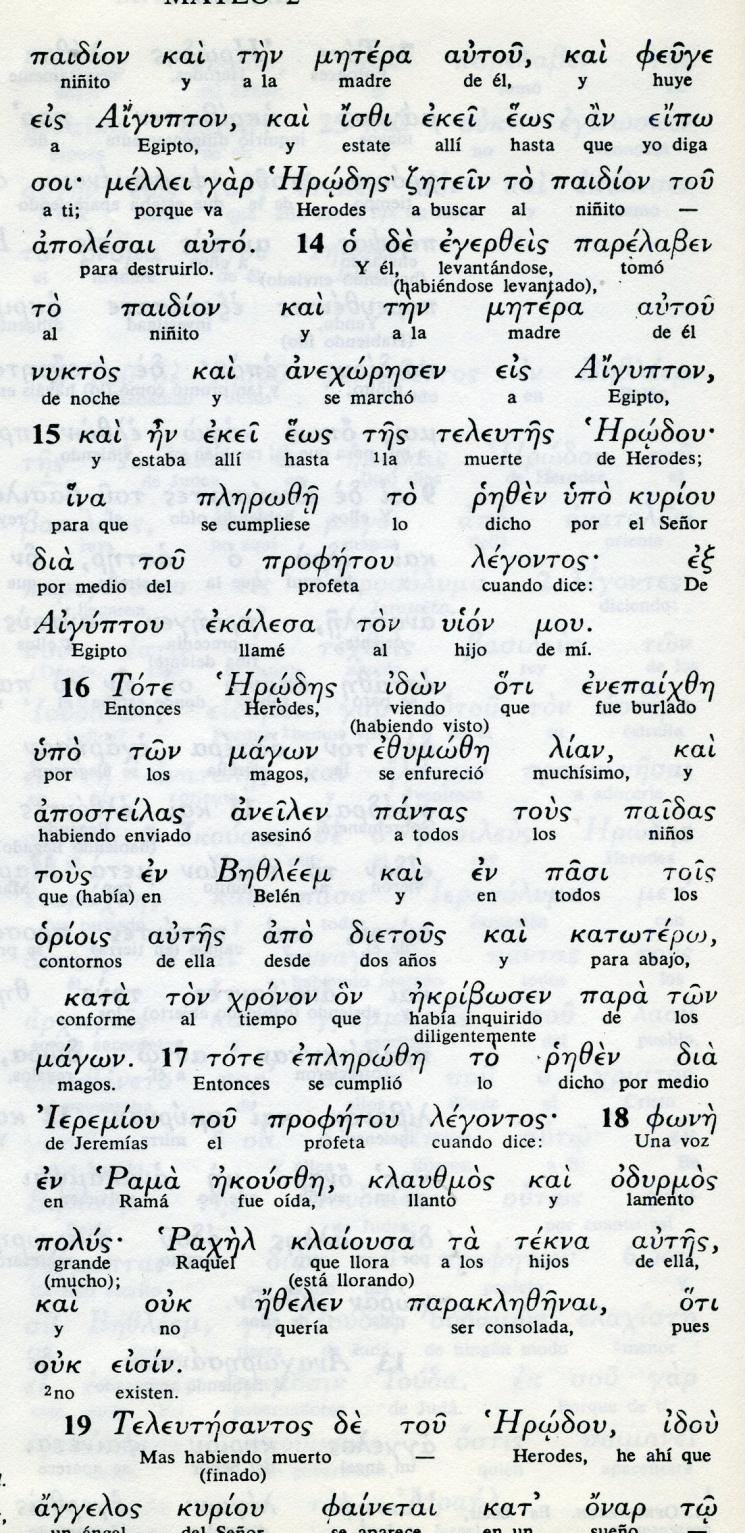 MATEO 2
παιδίον καὶ τὴν μητέρα αὐτοῦ, καὶ φεῦγε
niñito y a la madre de él, y huye
εἰς Αἴγυπτον, καὶ ἴσθι ἐκεῖ ἕως ἂν εἴπω
a Egipto, y estate allí hasta que yo diga
σοι· μέλλει γὰρ Ἡρῴδης ζητεῖν τὸ παιδίον τοῦ
a ti; porque va Herodes a buscar al niñito —
ἀπολέσαι αὐτό. 14 ὁ δὲ ἐγερθεὶς παρέλαβεν
para destruirlo. Y él, levantándose, tomó
(habiéndose levantado),
τὸ παιδίον καὶ τὴν μητέρα αὐτοῦ
al niñito y a la madre de él
νυκτὸς καὶ ἀνεχώρησεν εἰς Αἴγυπτον,
de noche y se marchó a Egipto,
15 καὶ ἦν ἐκεῖ ἕως τῆς τελευτῆς Ἡρῴδου·
y estaba allí hasta 1la muerte de Herodes;
ἵνα πληρωθῇ τὸ ῥηθὲν ὑπὸ κυρίου
para que se cumpliese lo dicho por el Señor
διὰ τοῦ προφήτου λέγοντος· ἐξ
por medio del profeta cuando dice: De
Αἰγύπτου ἐκάλεσα τὸν υἱόν μου.
Egipto llamé al hijo de mí.
16 Τότε Ἡρῴδης ἰδὼν ὅτι ἐνεπαίχθη
Entonces Herodes, viendo que fue burlado
(habiendo visto)
ὑπὸ τῶν μάγων ἐθυμώθη λίαν, καὶ
por los magos, se enfureció muchísimo, y
ἀποστείλας ἀνεῖλεν πάντας τοὺς παῖδας
habiendo enviado asesinó a todos los niños
τοὺς ἐν Βηθλέεμ καὶ ἐν πᾶσι τοῖς
que (había) en Belén y en todos los
ὁρίοις αὐτῆς ἀπὸ διετοῦς καὶ κατωτέρω,
contornos de ella desde dos años y para abajo,
κατὰ τὸν χρόνον ὃν ἠκρίβωσεν παρὰ τῶν
conforme al tiempo que había inquirido de los
diligentemente
μάγων. 17 τότε ἐπληρώθη τὸ ῥηθὲν διὰ
magos. Entonces se cumplió lo dicho por medio
Ἰερεμίου τοῦ προφήτου λέγοντος· 18 φωνὴ
de Jeremías el profeta cuando dice: Una voz
ἐν Ῥαμὰ ἠκούσθη, κλαυθμὸς καὶ ὀδυρμὸς
en Ramá fue oída, llanto y lamento
πολύς· Ῥαχὴλ κλαίουσα τὰ τέκνα αὐτῆς,
grande Raquel que llora a los hijos de ella,
(mucho); (está llorando)
καὶ οὐκ ἤθελεν παρακληθῆναι, ὅτι
y no quería ser consolada, pues
οὐκ εἰσίν.
2no existen.
19 Τελευτήσαντος δὲ τοῦ Ἡρῴδου, ἰδοὺ
Mas habiendo muerto — Herodes, he ahí que
(finado)
ἄγγελος κυρίου φαίνεται κατ' ὄναρ τῷ
un ángel del Señor se aparece en un sueño —